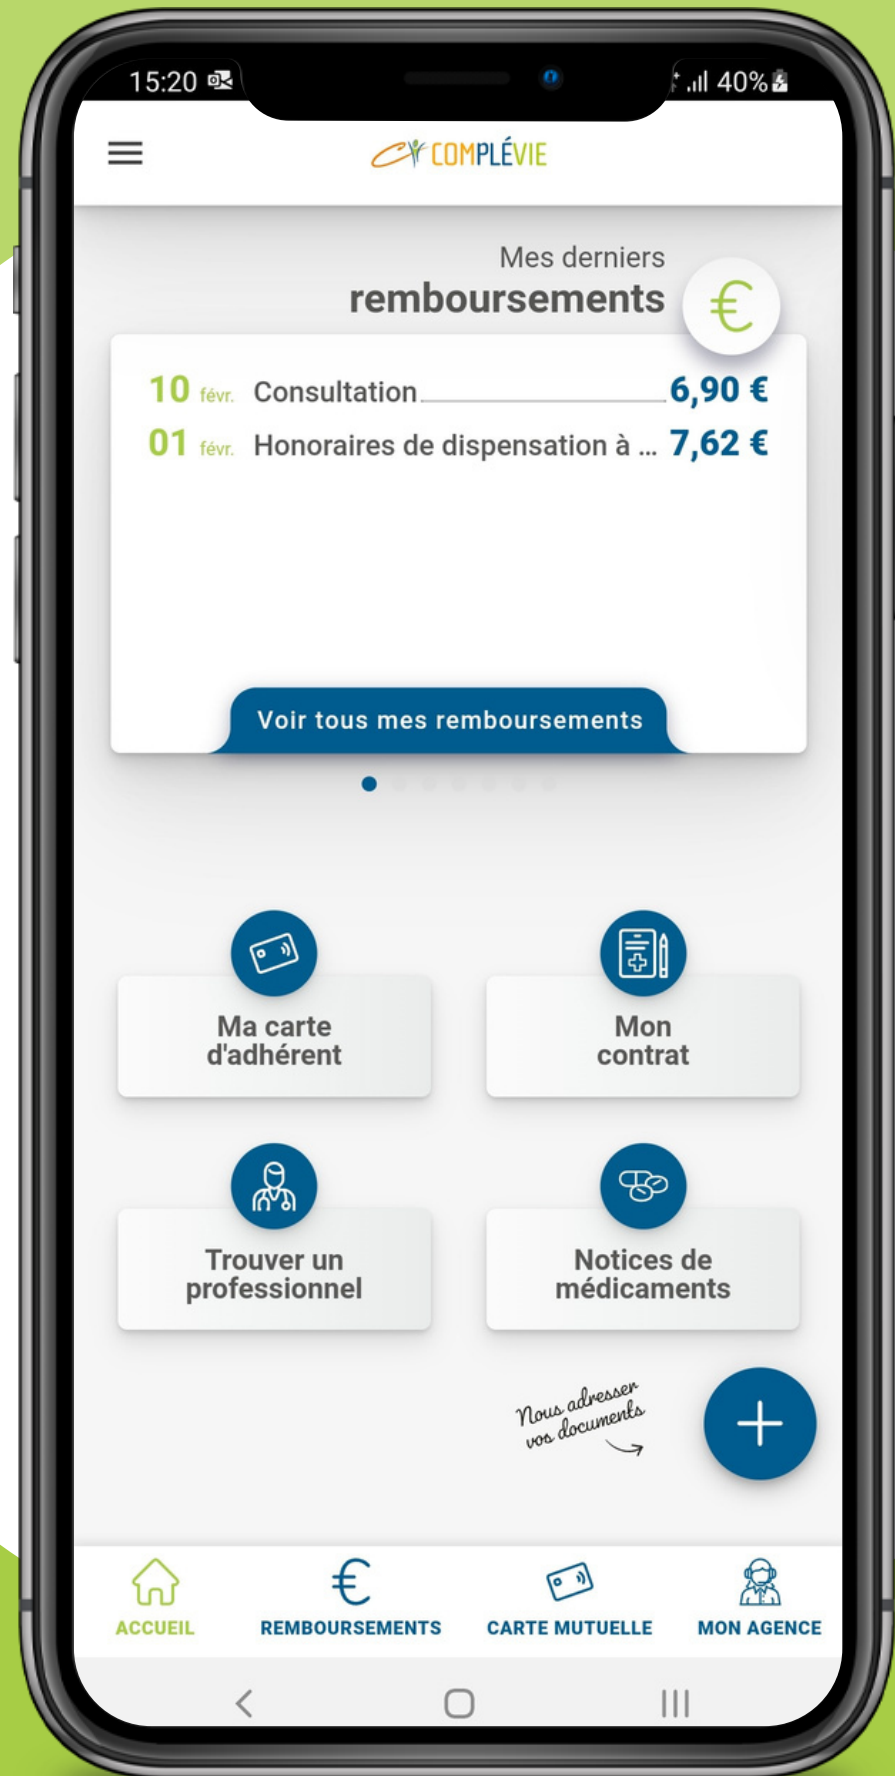 15:20
40%
COMPLÉVIE
Mes derniers
remboursements
€
10 févr. Consultation 6,90 €
01 févr. Honoraires de dispensation à ... 7,62 €
Voir tous mes remboursements
Ma carte
d'adhérent
Mon
contrat
Trouver un
professionnel
Notices de
médicaments
Nous adresser
vos documents
+
€
ACCUEIL
REMBOURSEMENTS
CARTE MUTUELLE
MON AGENCE